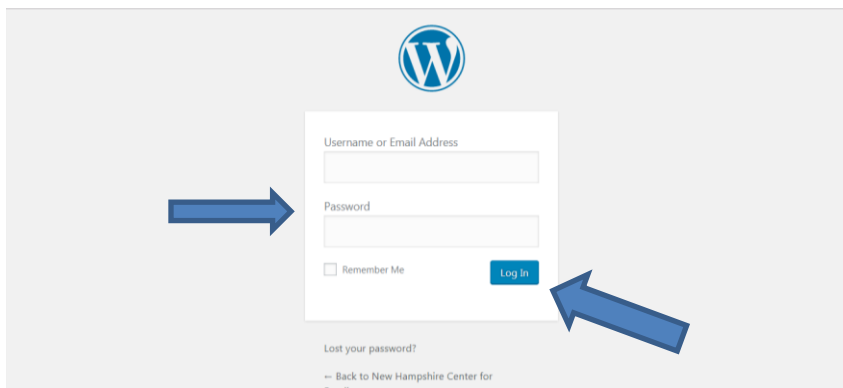 Username or Email Address
Password
Remember Me
Log In
Lost your password?
← Back to New Hampshire Center for